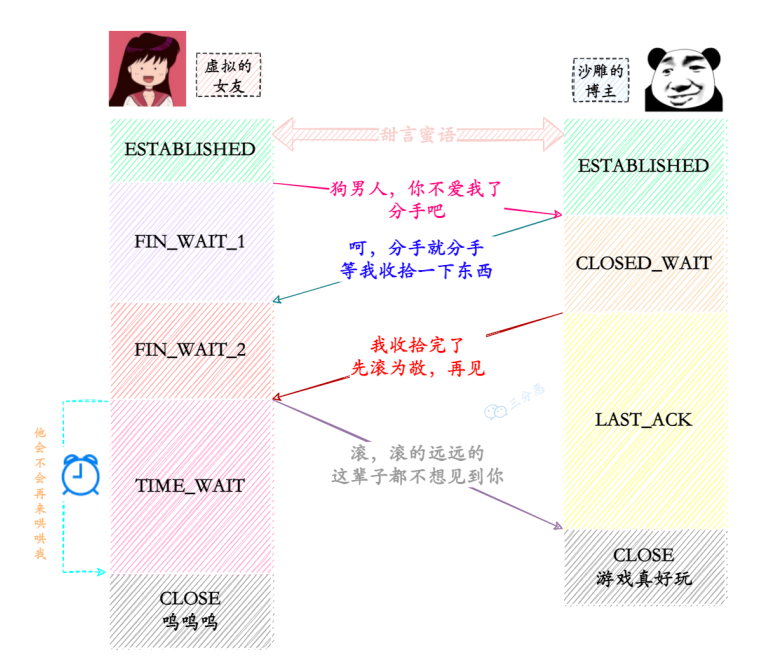 虚拟的
女友
沙雕的
博主
ESTABLISHED
甜言蜜语
ESTABLISHED
狗男人，你不爱我了
分手吧
FIN_WAIT_1
呵，分手就分手
等我收拾一下东西
CLOSED_WAIT
FIN_WAIT_2
我收拾完了
先滚为敬，再见
三分恶
LAST_ACK
他会不会再来哄哄我
TIME_WAIT
滚，滚的远远的
这辈子都不想见到你
CLOSE
游戏真好玩
CLOSE
呜呜呜